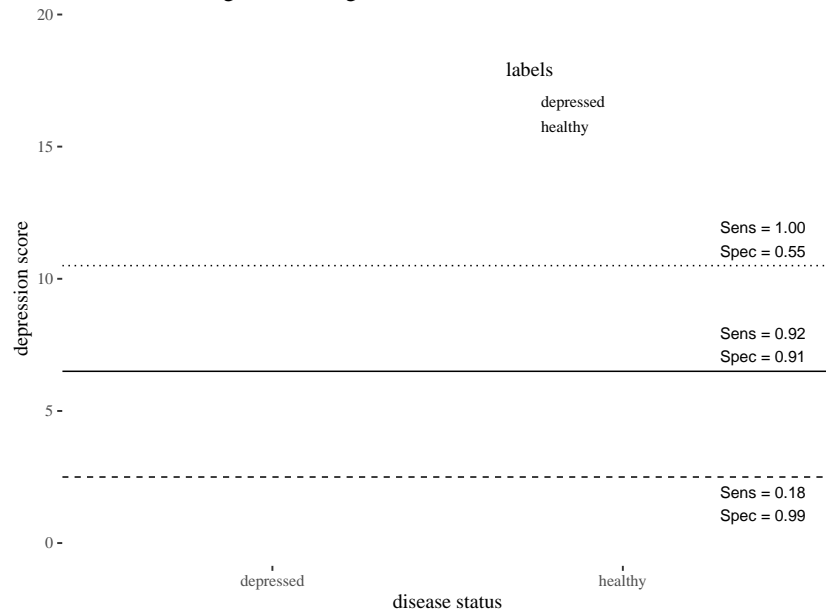 20
labels
depressed
healthy
15
Sens = 1.00
Spec = 0.55
10
Sens = 0.92
Spec = 0.91
5
Sens = 0.18
Spec = 0.99
0
depression score
depressed healthy
disease status